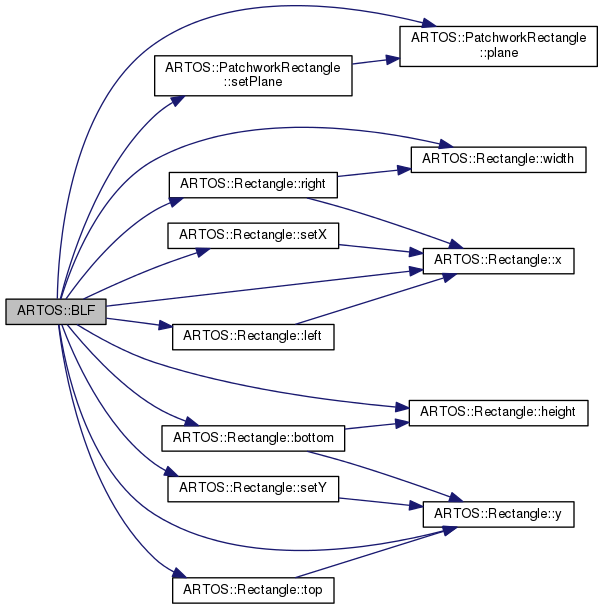 ARTOS::PatchworkRectangle
::plane
ARTOS::PatchworkRectangle
::setPlane
ARTOS::Rectangle::width
ARTOS::Rectangle::right
ARTOS::Rectangle::setX
ARTOS::Rectangle::x
ARTOS::BLF
ARTOS::Rectangle::left
ARTOS::Rectangle::height
ARTOS::Rectangle::bottom
ARTOS::Rectangle::setY
ARTOS::Rectangle::y
ARTOS::Rectangle::top